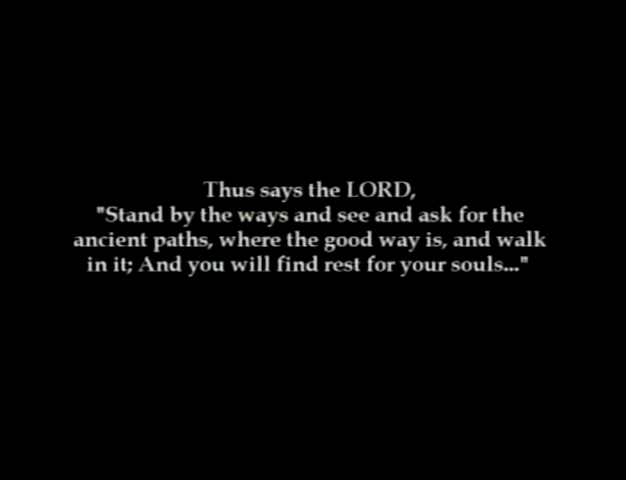 Thus says the LORD,
"Stand by the ways and see and ask for the
ancient paths, where the good way is, and walk
in it; And you will find rest for your souls..."